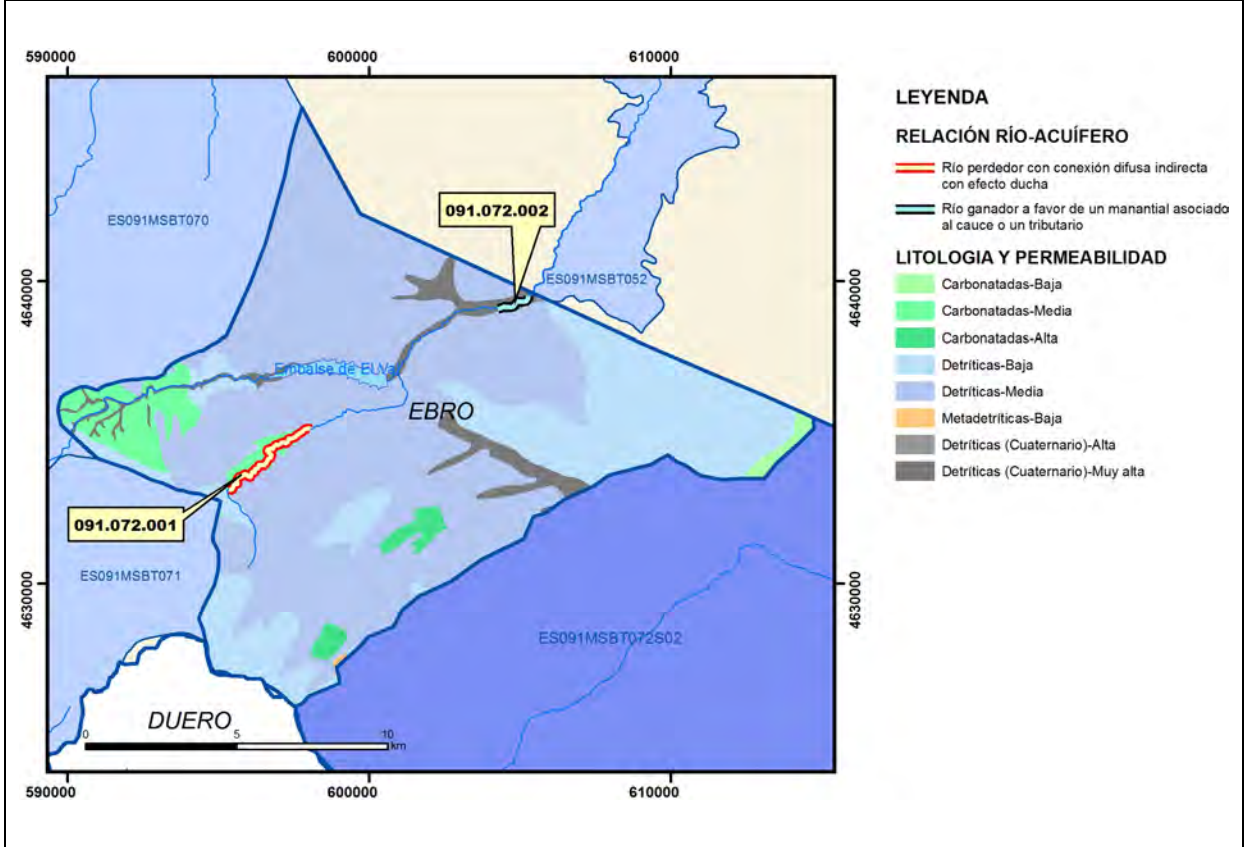 590000
600000
610000
LEYENDA
RELACIÓN RÍO-ACUÍFERO
Río perdedor con conexión difusa indirecta
con efecto ducha
Río ganador a favor de un manantial asociado
al cauce o un tributario
LITOLOGIA Y PERMEABILIDAD
Carbonatadas-Baja
Carbonatadas-Media
Carbonatadas-Alta
Detríticas-Baja
Detríticas-Media
Metadetríticas-Baja
Detríticas (Cuaternario)-Alta
Detríticas (Cuaternario)-Muy alta
091.072.002
ES091MSBT070
ES091MSBT052
4640000
4640000
Embalse de El Val
EBRO
091.072.001
ES091MSBT071
4630000
4630000
ES091MSBT072S02
DUERO
0
5
10
km
590000
600000
610000